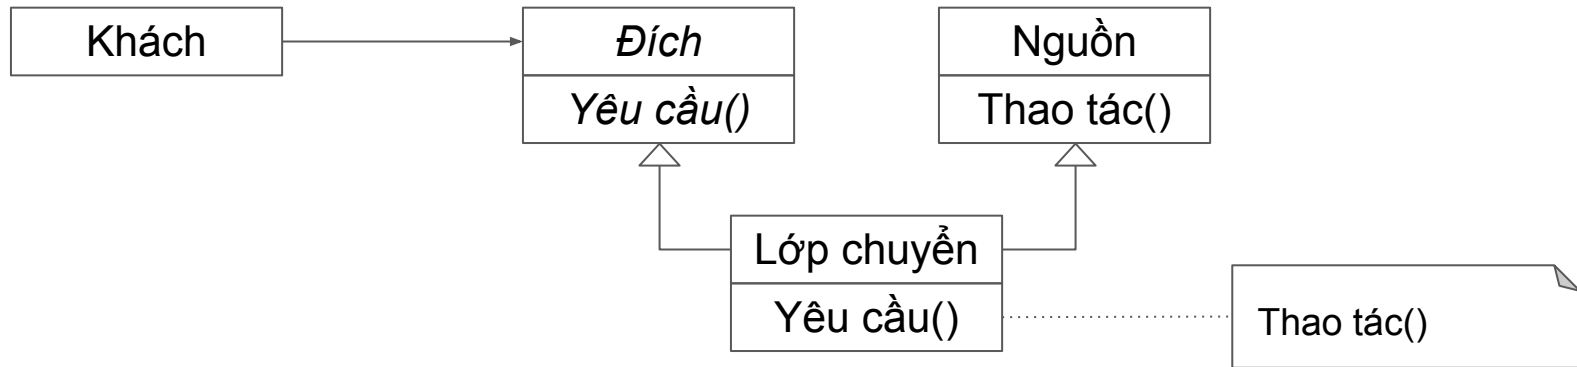 Khách
Đích
Nguồn
Yêu cầu()
Thao tác()
Lớp chuyển
Yêu cầu()
Thao tác()